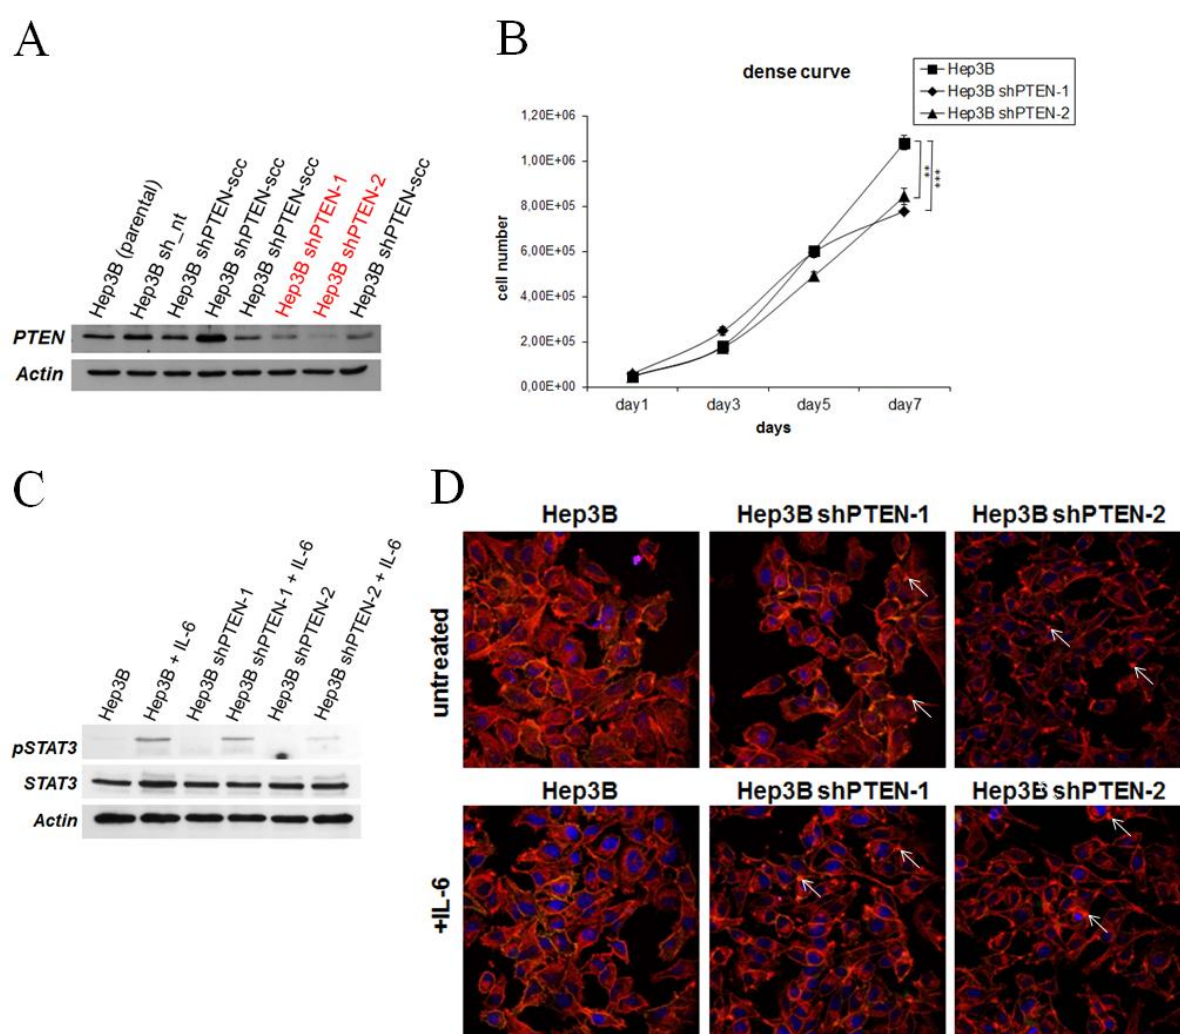 A
Hep3B (parental)
Hep3B sh_nt
Hep3B shPTEN-scc
Hep3B shPTEN-scc
Hep3B shPTEN-scc
Hep3B shPTEN-1
Hep3B shPTEN-2
Hep3B shPTEN-scc
PTEN
Actin
B
dense curve
Hep3B
Hep3B shPTEN-1
Hep3B shPTEN-2
cell number
1,20E+06
1,00E+06
8,00E+05
6,00E+05
4,00E+05
2,00E+05
0,00E+00
**
***
day1 day3 day5 day7
days
C
Hep3B
Hep3B + IL-6
Hep3B shPTEN-1
Hep3B shPTEN-1 + IL-6
Hep3B shPTEN-2
Hep3B shPTEN-2 + IL-6
pSTAT3
STAT3
Actin
D
Hep3B Hep3B shPTEN-1 Hep3B shPTEN-2
untreated
Hep3B Hep3B shPTEN-1 Hep3B shPTEN-2
+IL-6